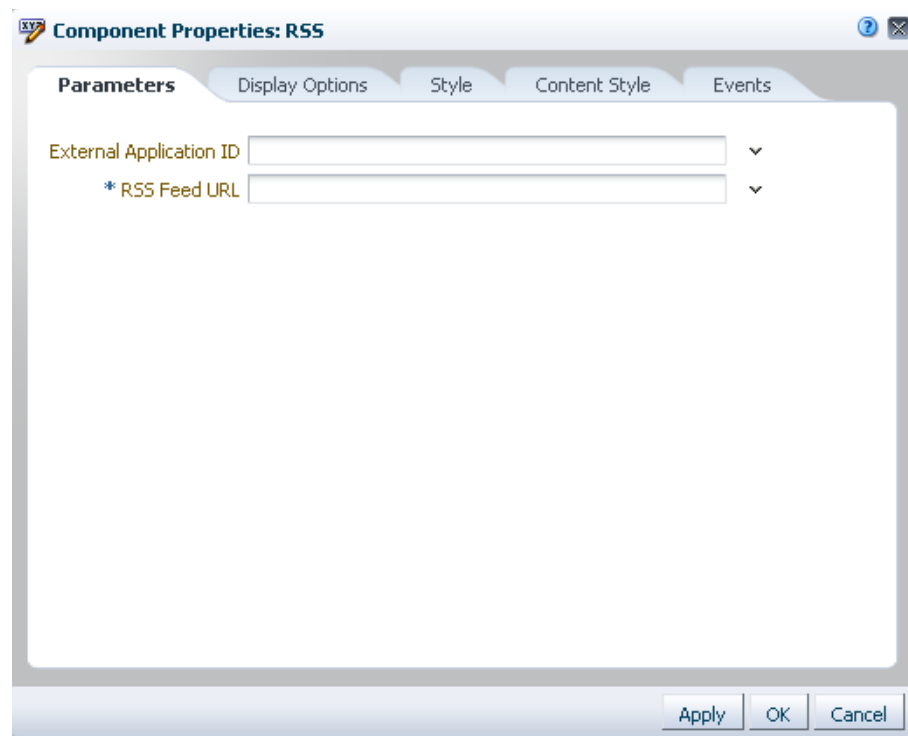 XYZ Component Properties: RSS ?
Parameters Display Options Style Content Style Events
External Application ID
* RSS Feed URL
Apply OK Cancel